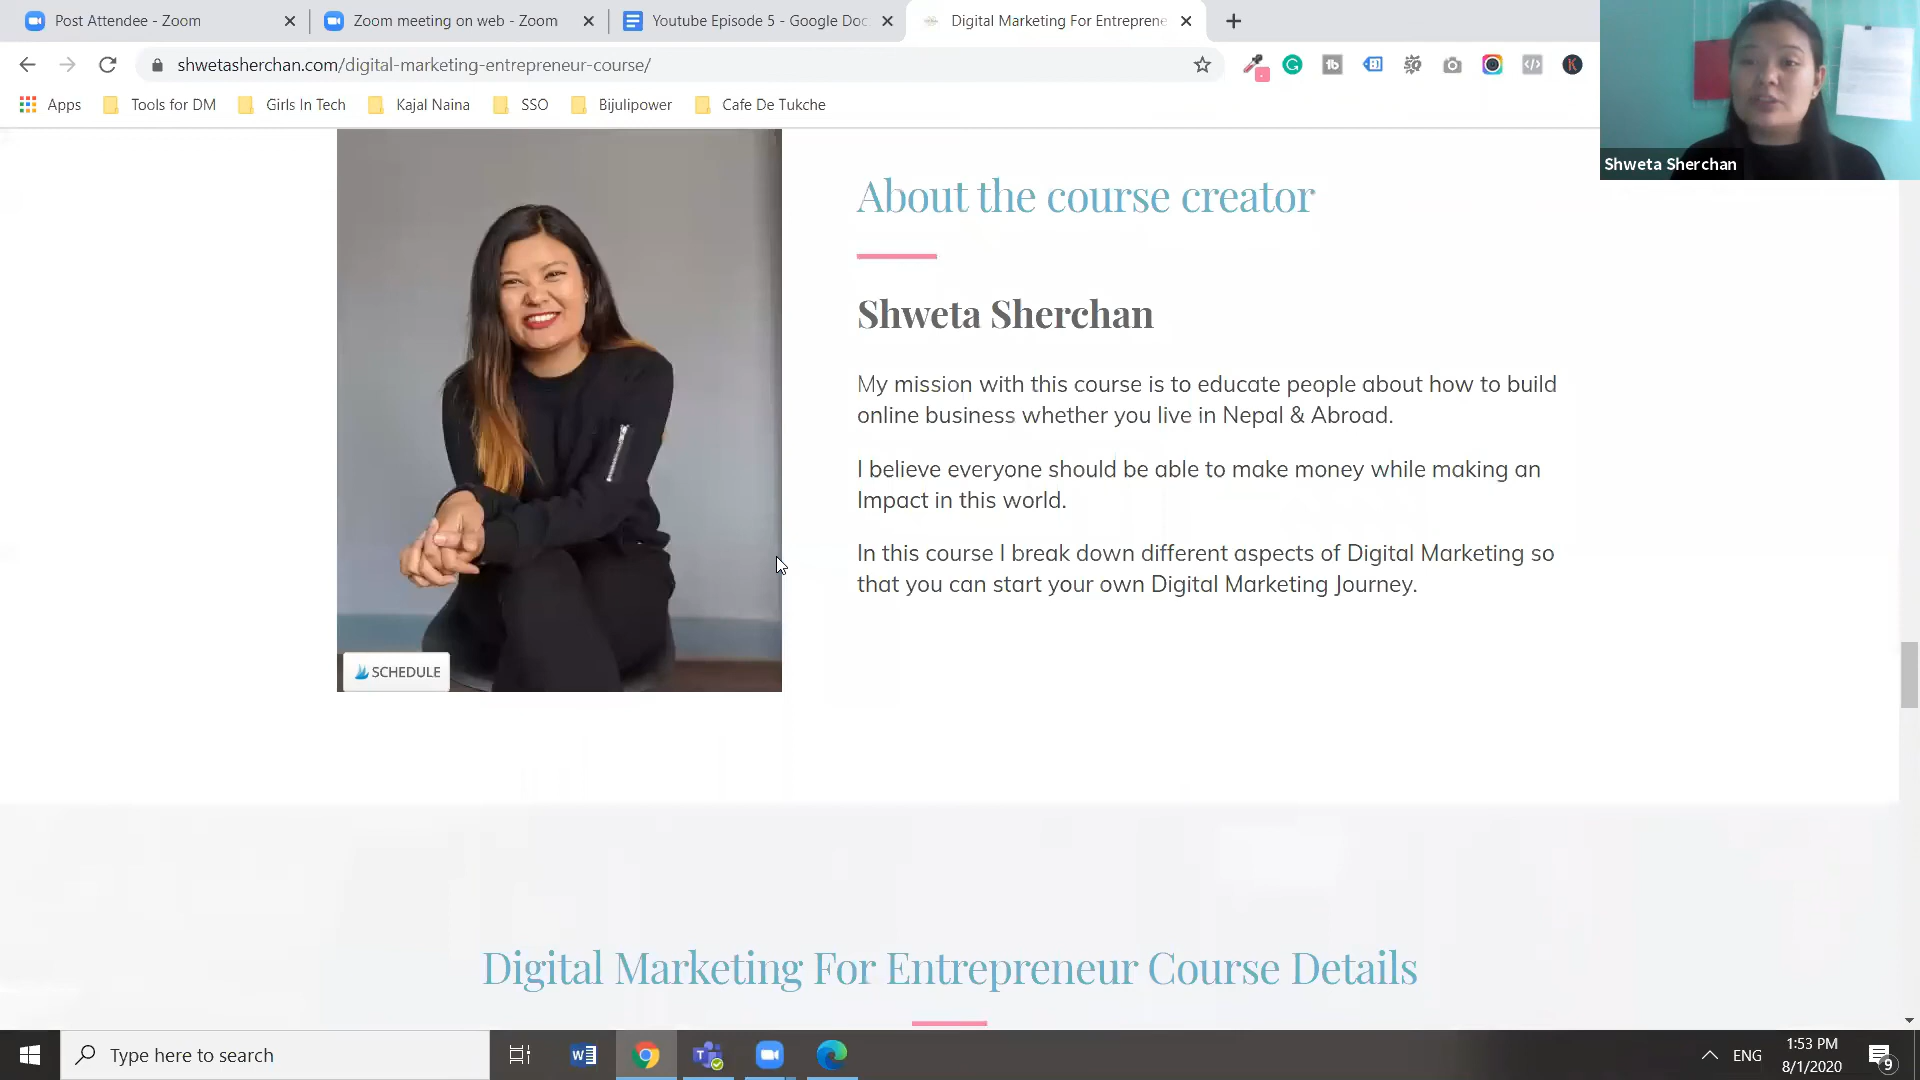 Post Attendee - Zoom
Zoom meeting on web - Zoom
Youtube Episode 5 - Google Doc
Digital Marketing For Entreprene
shwetasherchan.com/digital-marketing-entrepreneur-course/
Apps
Tools for DM
Girls In Tech
Kajal Naina
SSO
Bijulipower
Cafe De Tukche
Shweta Sherchan
About the course creator
Shweta Sherchan
My mission with this course is to educate people about how to build
online business whether you live in Nepal & Abroad.
I believe everyone should be able to make money while making an
Impact in this world.
In this course I break down different aspects of Digital Marketing so
that you can start your own Digital Marketing Journey.
SCHEDULE
Digital Marketing For Entrepreneur Course Details
Type here to search
ENG
1:53 PM
8/1/2020
9